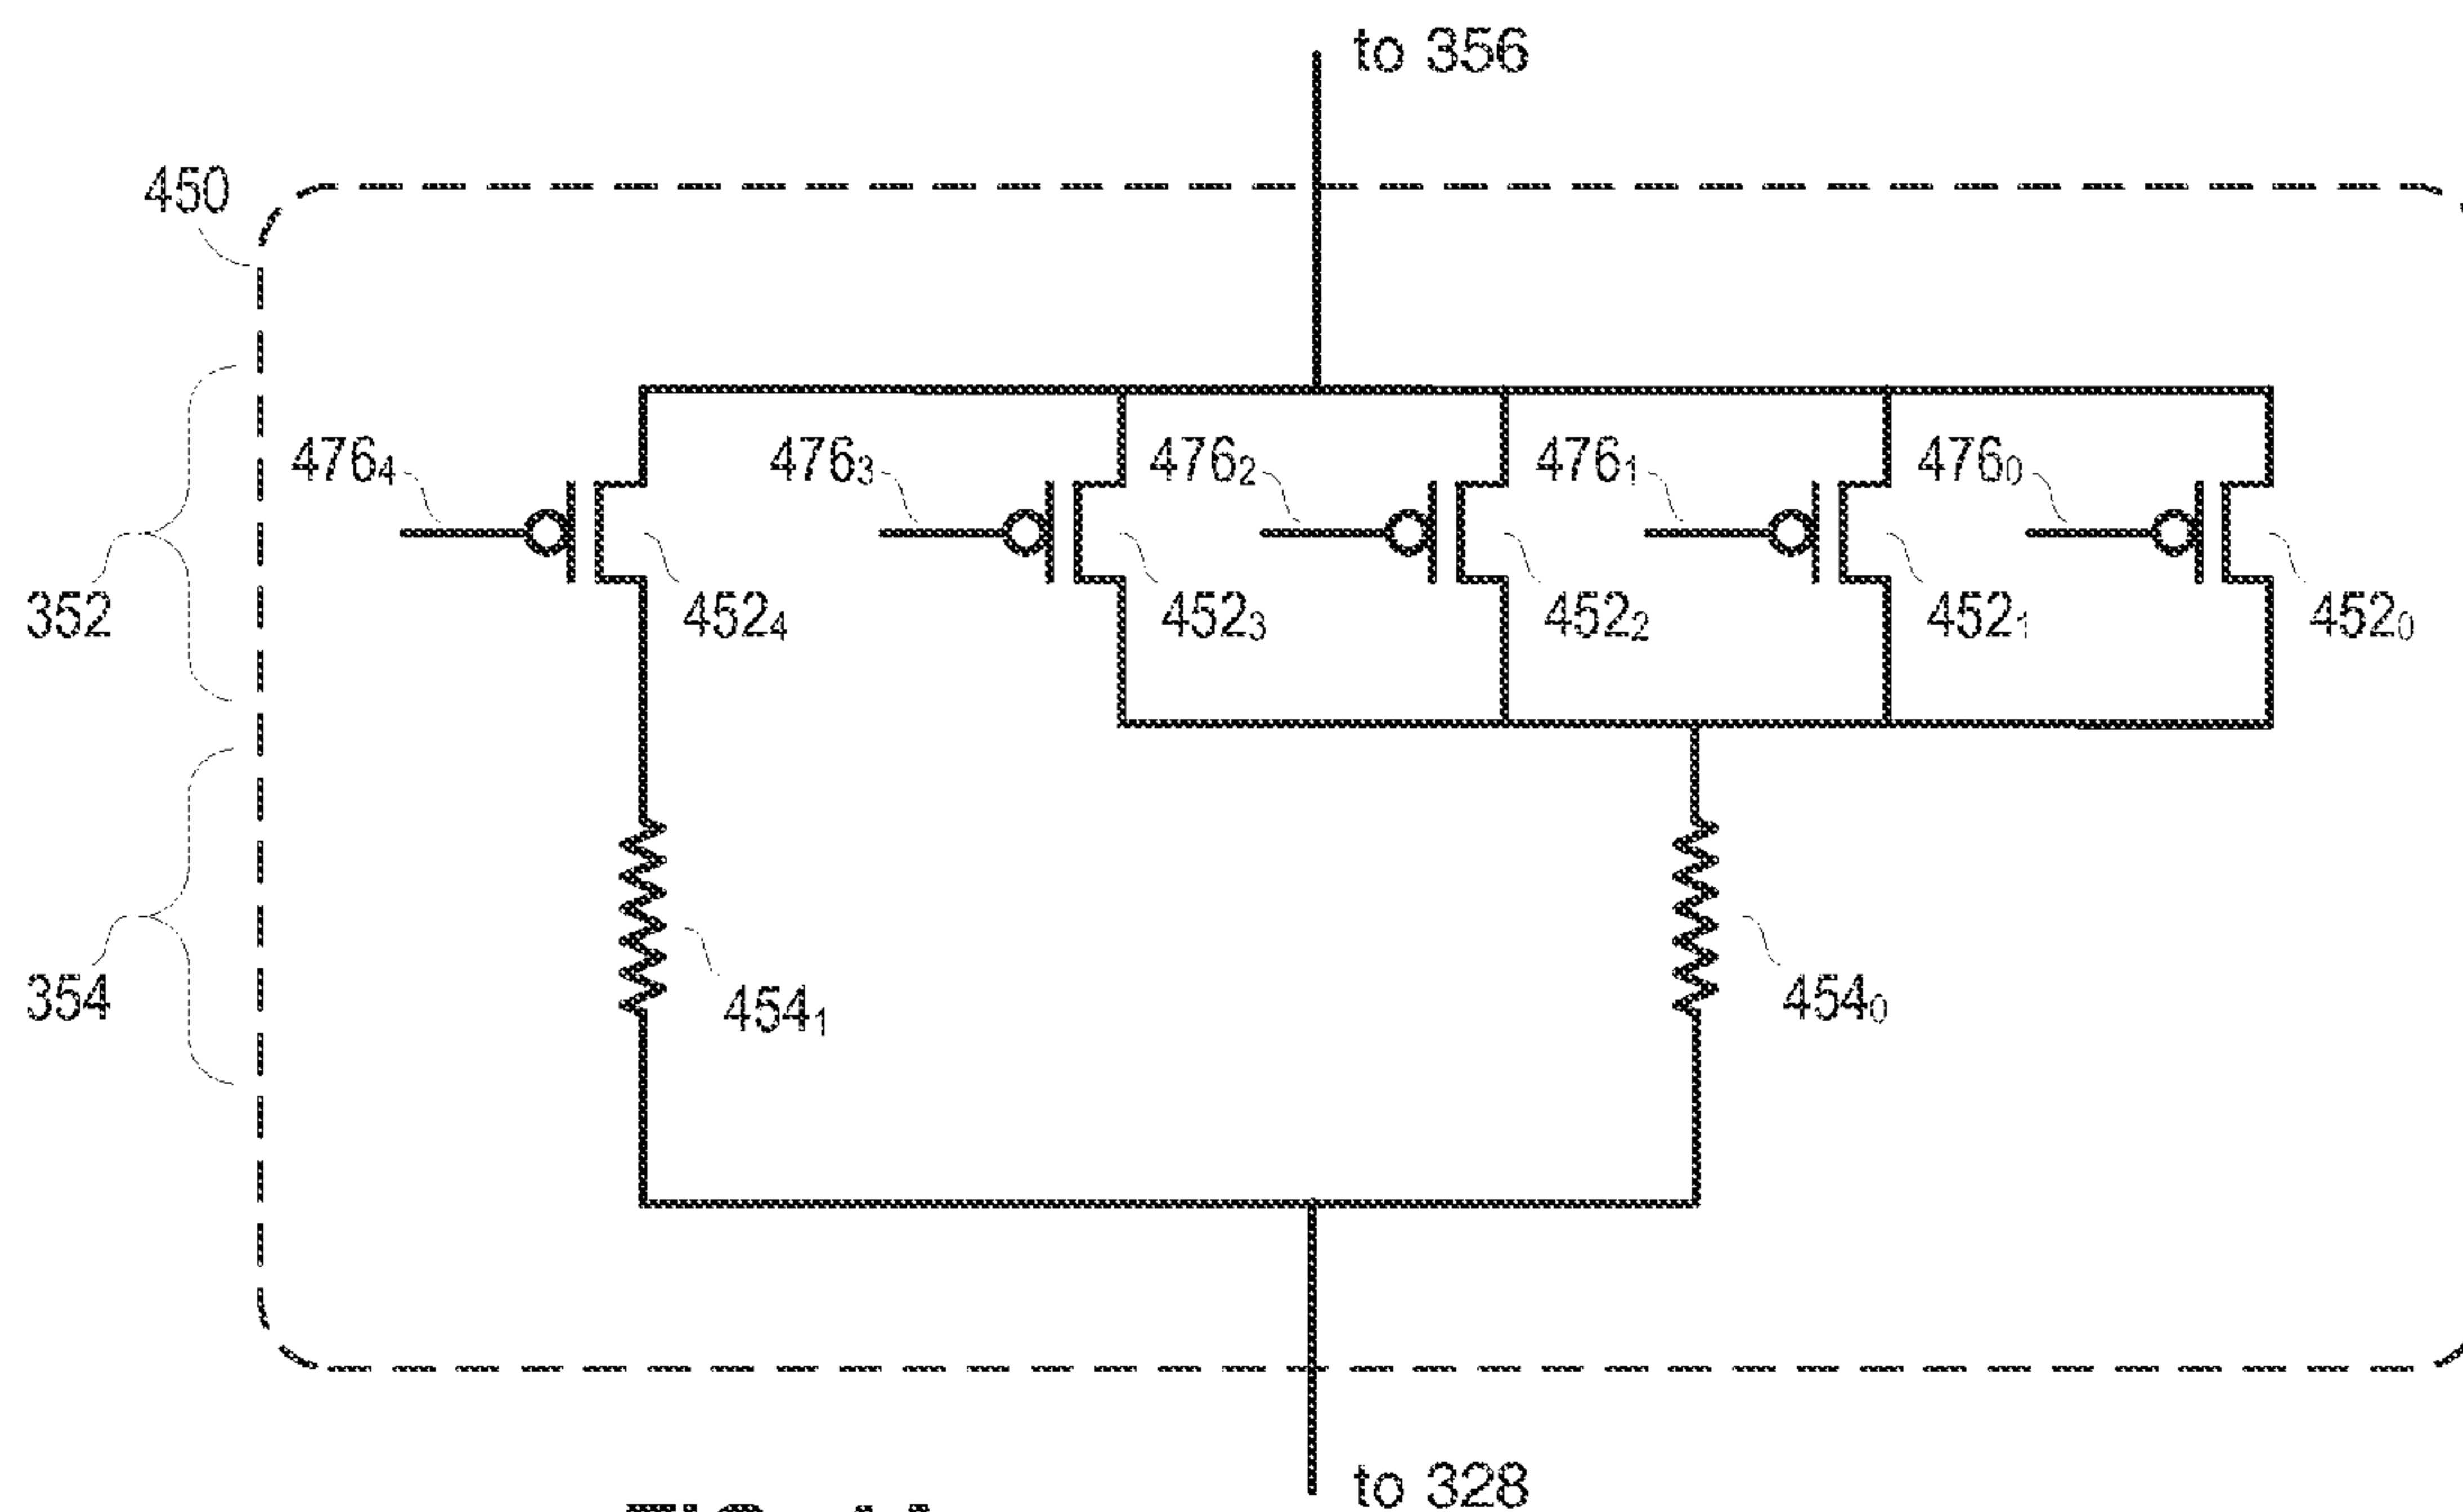 to 356
450
476₄ 476₃ 476₂ 476₁ 476₀
352 452₄ 452₃ 452₂ 452₁ 452₀
354 454₁ 454₀
to 328